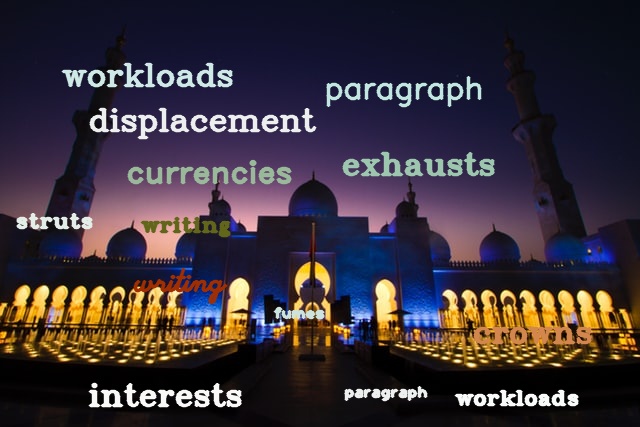 workloads
paragraph
displacement
exhausts
currencies
struts
writing
writing
fumes
crowns
interests
paragraph
workloads